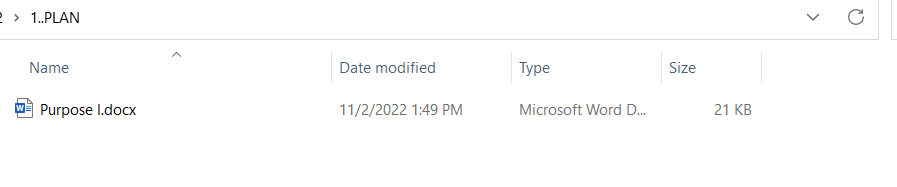 2 > 1..PLAN
Name Date modified Type Size
Purpose I.docx 11/2/2022 1:49 PM Microsoft Word D... 21 KB